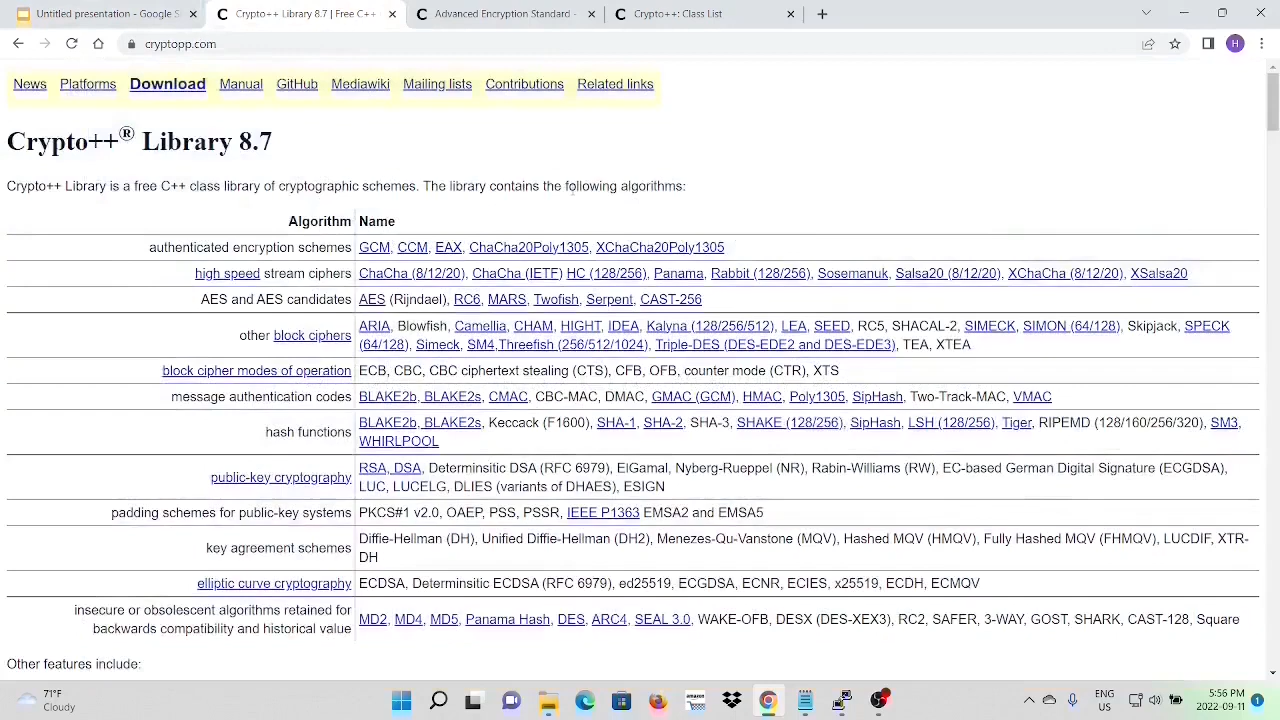 Untitled presentation - Google S
Crypto++ Library 8.7 | Free C++
Advanced Encryption Standard -
Crypto++: Class List
cryptopp.com
H
News Platforms Download Manual GitHub Mediawiki Mailing lists Contributions Related links
Crypto++® Library 8.7
Crypto++ Library is a free C++ class library of cryptographic schemes. The library contains the following algorithms:
Algorithm Name
authenticated encryption schemes GCM, CCM, EAX, ChaCha20Poly1305, XChaCha20Poly1305
high speed stream ciphers ChaCha (8/12/20), ChaCha (IETF) HC (128/256), Panama, Rabbit (128/256), Sosemanuk, Salsa20 (8/12/20), XChaCha (8/12/20), XSalsa20
AES and AES candidates AES (Rijndael), RC6, MARS, Twofish, Serpent, CAST-256
other block ciphers ARIA, Blowfish, Camellia, CHAM, HIGHT, IDEA, Kalyna (128/256/512), LEA, SEED, RC5, SHACAL-2, SIMECK, SIMON (64/128), Skipjack, SPECK
(64/128), Simeck, SM4,Threefish (256/512/1024), Triple-DES (DES-EDE2 and DES-EDE3), TEA, XTEA
block cipher modes of operation ECB, CBC, CBC ciphertext stealing (CTS), CFB, OFB, counter mode (CTR), XTS
message authentication codes BLAKE2b, BLAKE2s, CMAC, CBC-MAC, DMAC, GMAC (GCM), HMAC, Poly1305, SipHash, Two-Track-MAC, VMAC
hash functions BLAKE2b, BLAKE2s, Keccack (F1600), SHA-1, SHA-2, SHA-3, SHAKE (128/256), SipHash, LSH (128/256), Tiger, RIPEMD (128/160/256/320), SM3,
WHIRLPOOL
public-key cryptography RSA, DSA, Determinsitic DSA (RFC 6979), ElGamal, Nyberg-Rueppel (NR), Rabin-Williams (RW), EC-based German Digital Signature (ECGDSA),
LUC, LUCELG, DLIES (variants of DHAES), ESIGN
padding schemes for public-key systems PKCS#1 v2.0, OAEP, PSS, PSSR, IEEE P1363 EMSA2 and EMSA5
key agreement schemes Diffie-Hellman (DH), Unified Diffie-Hellman (DH2), Menezes-Qu-Vanstone (MQV), Hashed MQV (HMQV), Fully Hashed MQV (FHMQV), LUCDIF, XTR-
DH
elliptic curve cryptography ECDSA, Determinsitic ECDSA (RFC 6979), ed25519, ECGDSA, ECNR, ECIES, x25519, ECDH, ECMQV
insecure or obsolescent algorithms retained for
backwards compatibility and historical value MD2, MD4, MD5, Panama Hash, DES, ARC4, SEAL 3.0, WAKE-OFB, DESX (DES-XEX3), RC2, SAFER, 3-WAY, GOST, SHARK, CAST-128, Square
Other features include:
71°F
Cloudy
amazon
ENG
US
5:56 PM
2022-09-11
1